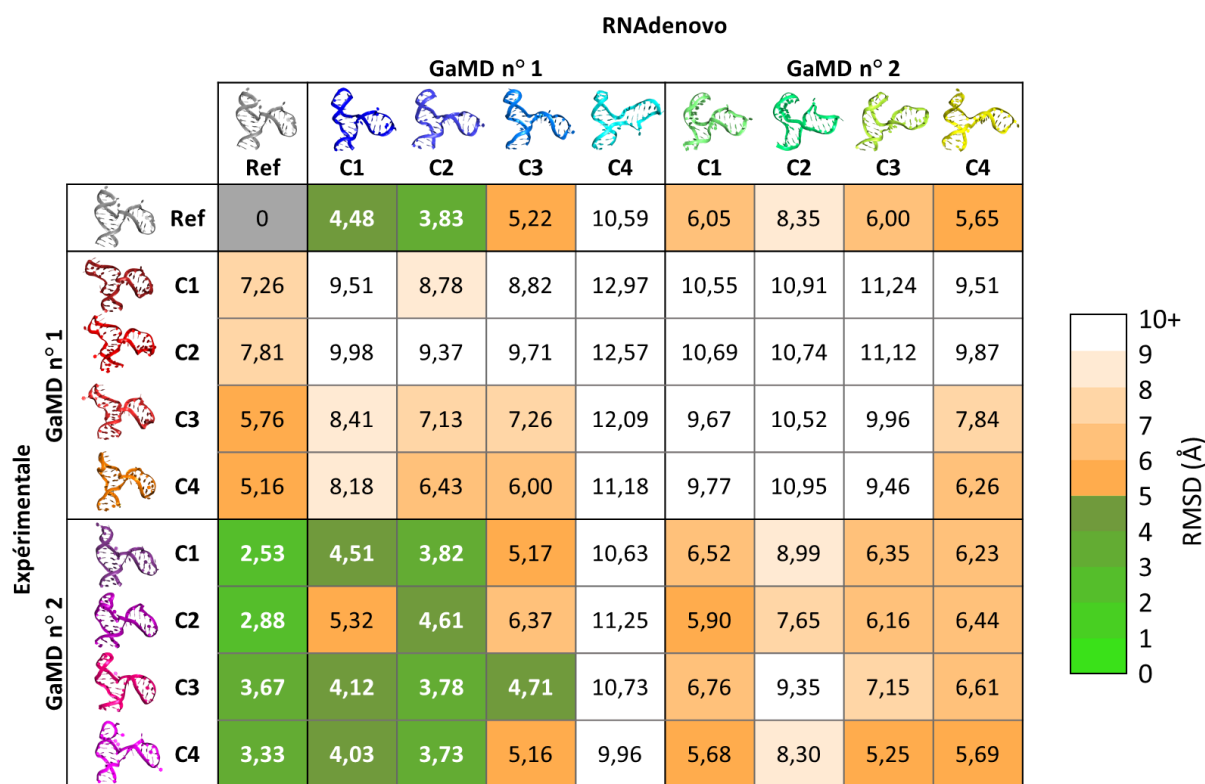 RNAdenovo
GaMD n° 1 GaMD n° 2
Ref C1 C2 C3 C4 C1 C2 C3 C4
Ref 0 4,48 3,83 5,22 10,59 6,05 8,35 6,00 5,65
Expérimentale
GaMD n° 1
C1 7,26 9,51 8,78 8,82 12,97 10,55 10,91 11,24 9,51
C2 7,81 9,98 9,37 9,71 12,57 10,69 10,74 11,12 9,87
C3 5,76 8,41 7,13 7,26 12,09 9,67 10,52 9,96 7,84
C4 5,16 8,18 6,43 6,00 11,18 9,77 10,95 9,46 6,26
GaMD n° 2
C1 2,53 4,51 3,82 5,17 10,63 6,52 8,99 6,35 6,23
C2 2,88 5,32 4,61 6,37 11,25 5,90 7,65 6,16 6,44
C3 3,67 4,12 3,78 4,71 10,73 6,76 9,35 7,15 6,61
C4 3,33 4,03 3,73 5,16 9,96 5,68 8,30 5,25 5,69
10+
9
8
7
6
5
4
3
2
1
0
RMSD (Å)